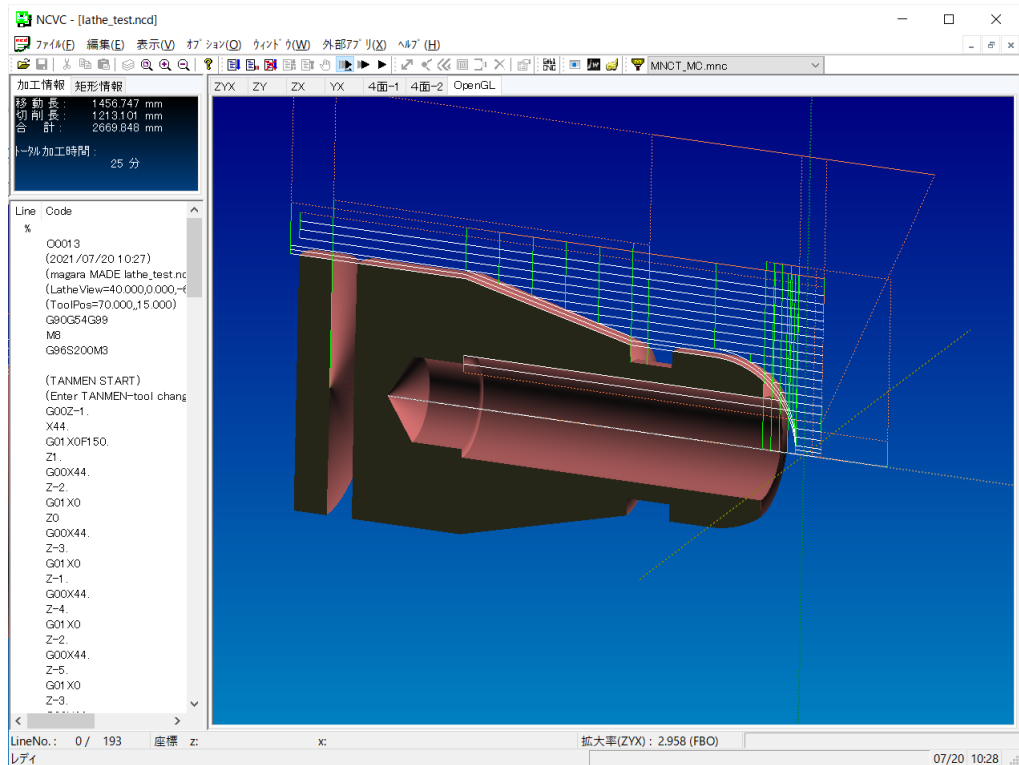 NCVC - [lathe_test.ncd]
ファイル(F) 編集(E) 表示(V) オプション(O) ウィンドウ(W) 外部アプリ(X) ヘルプ(H)
MNCT_MC.mnc
加工情報 矩形情報
ZYX ZY ZX YX 4面-1 4面-2 OpenGL
移動長: 1456.747 mm
切削長: 1213.101 mm
合 計: 2669.848 mm
トータル加工時間:
25 分
Line Code
%
O0013
(2021/07/20 10:27)
(magara MADE lathe_test.nc
(LatheView=40.000,0.000,-6
(ToolPos=70.000,,15.000)
G90G54G99
M8
G96S200M3
(TANMEN START)
(Enter TANMEN-tool chang
G00Z-1.
X44.
G01X0F150.
Z1.
G00X44.
Z-2.
G01X0
Z0
G00X44.
Z-3.
G01X0
Z-1.
G00X44.
Z-4.
G01X0
Z-2.
G00X44.
Z-5.
G01X0
Z-3.
LineNo.: 0/ 193 座標 z: x: 拡大率(ZYX): 2.958 (FBO)
レディ 07/20 10:28